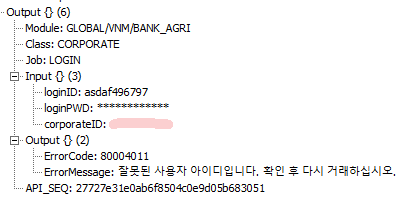 Output {} (6)
Module: GLOBAL/VNM/BANK_AGRI
Class: CORPORATE
Job: LOGIN
Input {} (3)
loginID: asdaf496797
loginPWD: ************
corporateID:
Output {} (2)
ErrorCode: 80004011
ErrorMessage: 잘못된 사용자 아이디입니다. 확인 후 다시 거래하십시오.
API_SEQ: 27727e31e0ab6f8504c0e9d05b683051